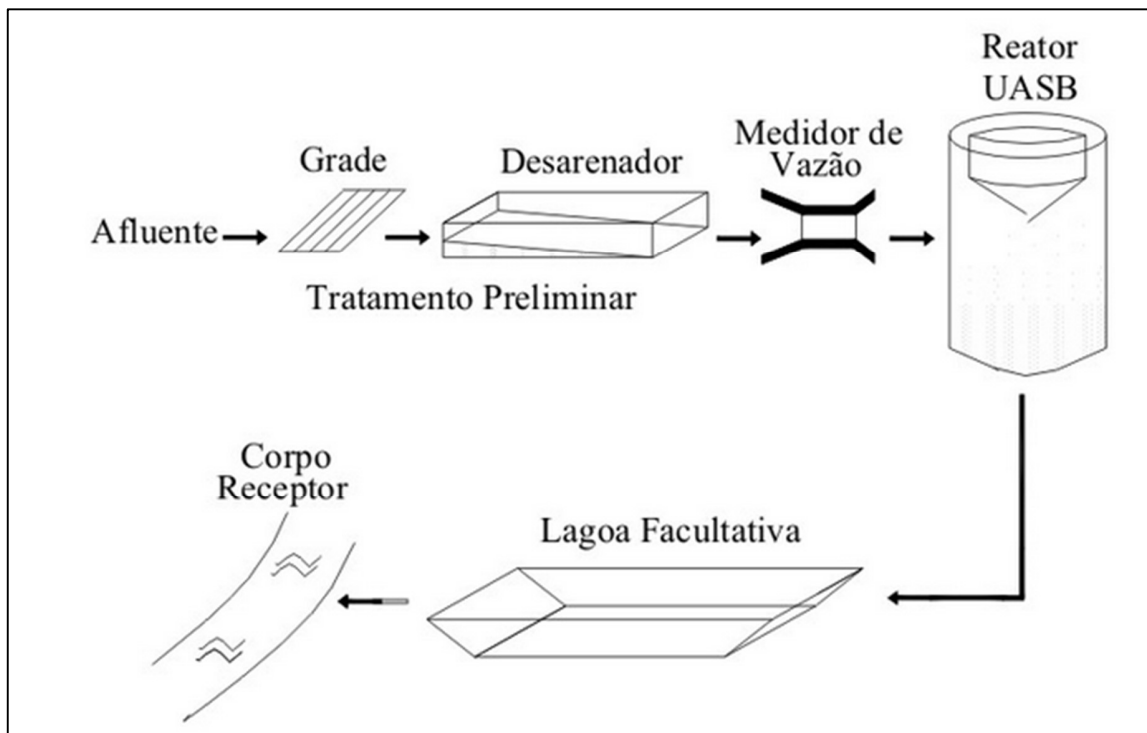 Reator
UASB
Medidor de
Vazão
Grade
Desarenador
Afluente
Tratamento Preliminar
Corpo
Receptor
Lagoa Facultativa